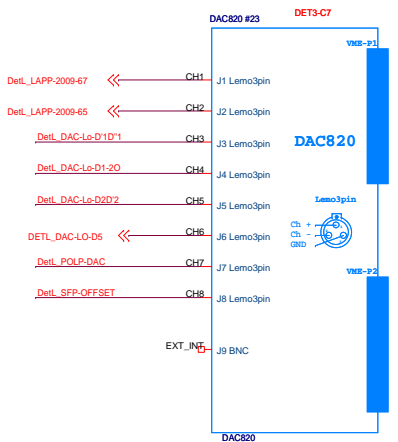 DAC820 #23
DET3-C7
VME-P1
DetL_LAPP-2009-67
CH1
J1 Lemo3pin
DetL_LAPP-2009-65
CH2
J2 Lemo3pin
DetL_DAC-Lo-D'1D"1
CH3
J3 Lemo3pin
DAC820
DetL_DAC-Lo-D1-2O
CH4
J4 Lemo3pin
DetL_DAC-Lo-D2D'2
CH5
J5 Lemo3pin
Lemo3pin
Ch +
Ch -
GND
DETL_DAC-LO-D5
CH6
J6 Lemo3pin
DetL_POLP-DAC
CH7
J7 Lemo3pin
VME-P2
DetL_SFP-OFFSET
CH8
J8 Lemo3pin
EXT_INT
J9 BNC
DAC820